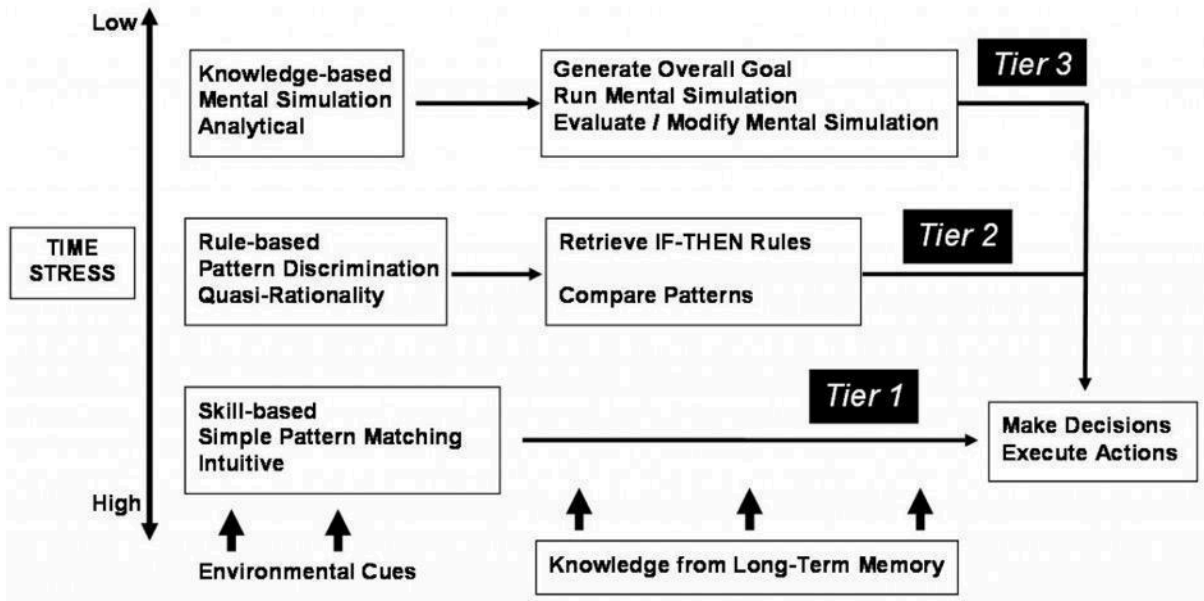 Low
Knowledge-based
Mental Simulation
Analytical
Generate Overall Goal
Run Mental Simulation
Evaluate / Modify Mental Simulation
Tier 3
TIME
STRESS
Rule-based
Pattern Discrimination
Quasi-Rationality
Retrieve IF-THEN Rules
Compare Patterns
Tier 2
Skill-based
Simple Pattern Matching
Intuitive
Tier 1
Make Decisions
Execute Actions
High
Environmental Cues
Knowledge from Long-Term Memory